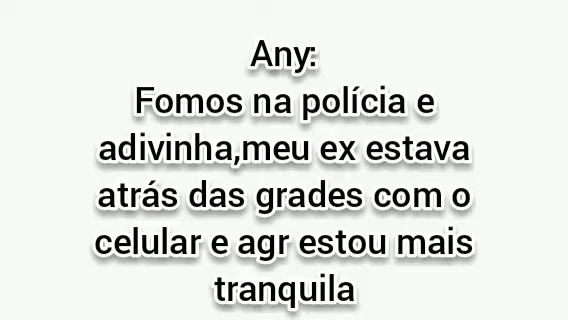 Any:
Fomos na polícia e
adivinha,meu ex estava
atrás das grades com o
celular e agr estou mais
tranquila